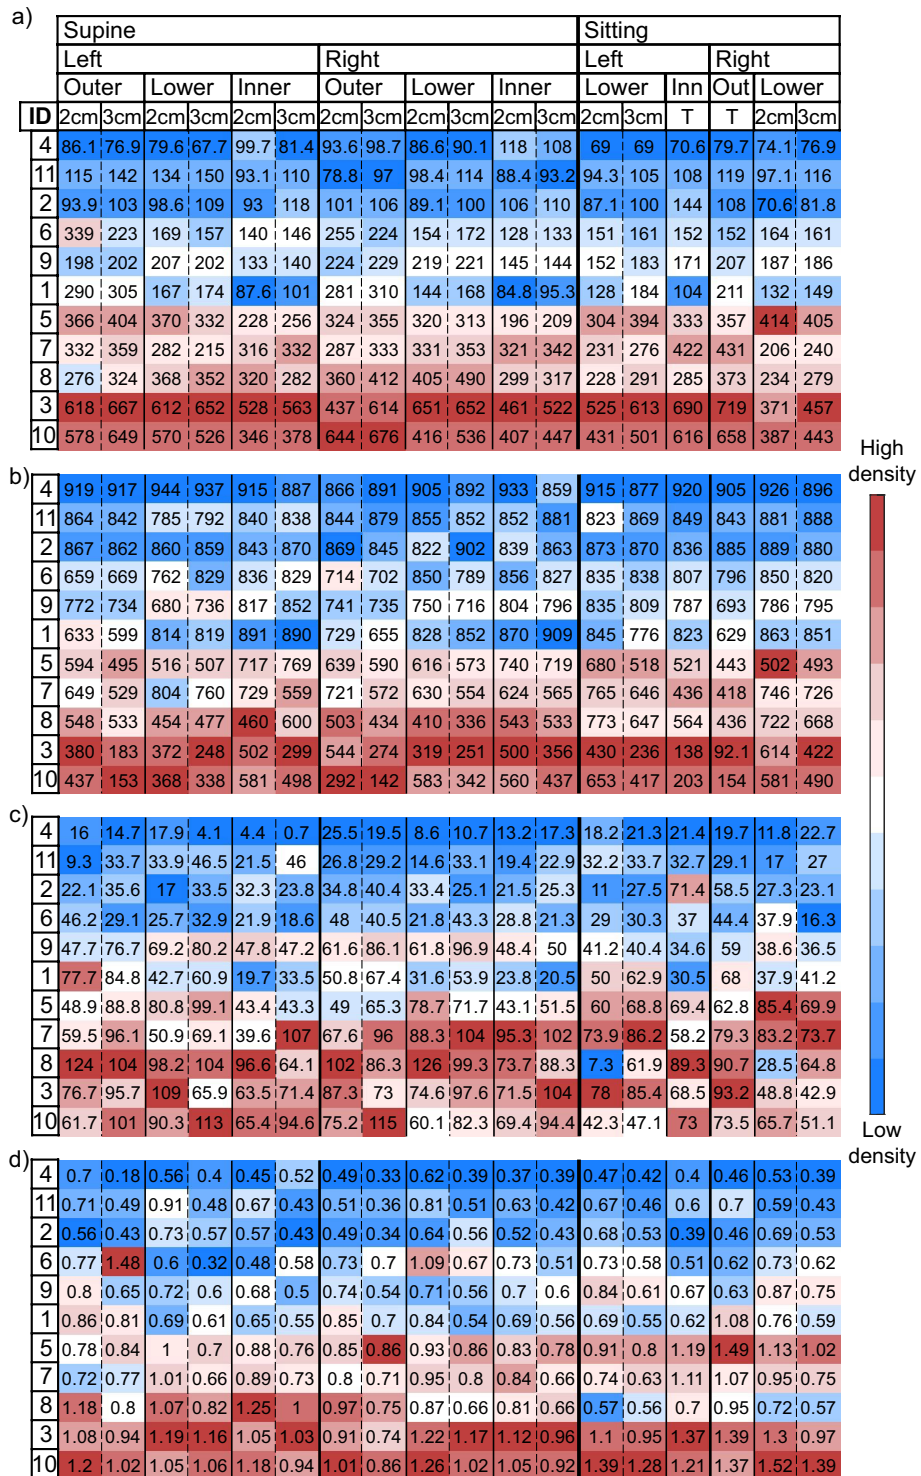 a)
Supine Sitting
Left Right Left Right
Outer Lower Inner Outer Lower Inner Lower Inn Out Lower
ID 2cm 3cm 2cm 3cm 2cm 3cm 2cm 3cm 2cm 3cm 2cm 3cm 2cm 3cm T T 2cm 3cm
4 86.1 76.9 79.6 67.7 99.7 81.4 93.6 98.7 86.6 90.1 118 108 69 69 70.6 79.7 74.1 76.9
11 115 142 134 150 93.1 110 78.8 97 98.4 114 88.4 93.2 94.3 105 108 119 97.1 116
2 93.9 103 98.6 109 93 118 101 106 89.1 100 106 110 87.1 100 144 108 70.6 81.8
6 339 223 169 157 140 146 255 224 154 172 128 133 151 161 152 152 164 161
9 198 202 207 202 133 140 224 229 219 221 145 144 152 183 171 207 187 186
1 290 305 167 174 87.6 101 281 310 144 168 84.8 95.3 128 184 104 211 132 149
5 366 404 370 332 228 256 324 355 320 313 196 209 304 394 333 357 414 405
7 332 359 282 215 316 332 287 333 331 353 321 342 231 276 422 431 206 240
8 276 324 368 352 320 282 360 412 405 490 299 317 228 291 285 373 234 279
3 618 667 612 652 528 563 437 614 651 652 461 522 525 613 690 719 371 457
10 578 649 570 526 346 378 644 676 416 536 407 447 431 501 616 658 387 443
High
density
b)
4 919 917 944 937 915 887 866 891 905 892 933 859 915 877 920 905 926 896
11 864 842 785 792 840 838 844 879 855 852 852 881 823 869 849 843 881 888
2 867 862 860 859 843 870 869 845 822 902 839 863 873 870 836 885 889 880
6 659 669 762 829 836 829 714 702 850 789 856 827 835 838 807 796 850 820
9 772 734 680 736 817 852 741 735 750 716 804 796 835 809 787 693 786 795
1 633 599 814 819 891 890 729 655 828 852 870 909 845 776 823 629 863 851
5 594 495 516 507 717 769 639 590 616 573 740 719 680 518 521 443 502 493
7 649 529 804 760 729 559 721 572 630 554 624 565 765 646 436 418 746 726
8 548 533 454 477 460 600 503 434 410 336 543 533 773 647 564 436 722 668
3 380 183 372 248 502 299 544 274 319 251 500 356 430 236 138 92.1 614 422
10 437 153 368 338 581 498 292 142 583 342 560 437 653 417 203 154 581 490
c)
4 16 14.7 17.9 4.1 4.4 0.7 25.5 19.5 8.6 10.7 13.2 17.3 18.2 21.3 21.4 19.7 11.8 22.7
11 9.3 33.7 33.9 46.5 21.5 46 26.8 29.2 14.6 33.1 19.4 22.9 32.2 33.7 32.7 29.1 17 27
2 22.1 35.6 17 33.5 32.3 23.8 34.8 40.4 33.4 25.1 21.5 25.3 11 27.5 71.4 58.5 27.3 23.1
6 46.2 29.1 25.7 32.9 21.9 18.6 48 40.5 21.8 43.3 28.8 21.3 29 30.3 37 44.4 37.9 16.3
9 47.7 76.7 69.2 80.2 47.8 47.2 61.6 86.1 61.8 96.9 48.4 50 41.2 40.4 34.6 59 38.6 36.5
1 77.7 84.8 42.7 60.9 19.7 33.5 50.8 67.4 31.6 53.9 23.8 20.5 50 62.9 30.5 68 37.9 41.2
5 48.9 88.8 80.8 99.1 43.4 43.3 49 65.3 78.7 71.7 43.1 51.5 60 68.8 69.4 62.8 85.4 69.9
7 59.5 96.1 50.9 69.1 39.6 107 67.6 96 88.3 104 95.3 102 73.9 86.2 58.2 79.3 83.2 73.7
8 124 104 98.2 104 96.6 64.1 102 86.3 126 99.3 73.7 88.3 7.3 61.9 89.3 90.7 28.5 64.8
3 76.7 95.7 109 65.9 63.5 71.4 87.3 73 74.6 97.6 71.5 104 78 85.4 68.5 93.2 48.8 42.9
10 61.7 101 90.3 113 65.4 94.6 75.2 115 60.1 82.3 69.4 94.4 42.3 47.1 73 73.5 65.7 51.1
Low
density
d)
4 0.7 0.18 0.56 0.4 0.45 0.52 0.49 0.33 0.62 0.39 0.37 0.39 0.47 0.42 0.4 0.46 0.53 0.39
11 0.71 0.49 0.91 0.48 0.67 0.43 0.51 0.36 0.81 0.51 0.63 0.42 0.67 0.46 0.6 0.7 0.59 0.43
2 0.56 0.43 0.73 0.57 0.57 0.43 0.49 0.34 0.64 0.56 0.52 0.43 0.68 0.53 0.39 0.46 0.69 0.53
6 0.77 1.48 0.6 0.32 0.48 0.58 0.73 0.7 1.09 0.67 0.73 0.51 0.73 0.58 0.51 0.62 0.73 0.62
9 0.8 0.65 0.72 0.6 0.68 0.5 0.74 0.54 0.71 0.56 0.7 0.6 0.84 0.61 0.67 0.63 0.87 0.75
1 0.86 0.81 0.69 0.61 0.65 0.55 0.85 0.7 0.84 0.54 0.69 0.56 0.69 0.55 0.62 1.08 0.76 0.59
5 0.78 0.84 1 0.7 0.88 0.76 0.85 0.86 0.93 0.86 0.83 0.78 0.91 0.8 1.19 1.49 1.13 1.02
7 0.72 0.77 1.01 0.66 0.89 0.73 0.8 0.71 0.95 0.8 0.84 0.66 0.74 0.63 1.11 1.07 0.95 0.75
8 1.18 0.8 1.07 0.82 1.25 1 0.97 0.75 0.87 0.66 0.81 0.66 0.57 0.56 0.7 0.95 0.72 0.57
3 1.08 0.94 1.19 1.16 1.05 1.03 0.91 0.74 1.22 1.17 1.12 0.96 1.1 0.95 1.37 1.39 1.3 0.97
10 1.2 1.02 1.05 1.06 1.18 0.94 1.01 0.86 1.26 1.02 1.05 0.92 1.39 1.28 1.21 1.37 1.52 1.39